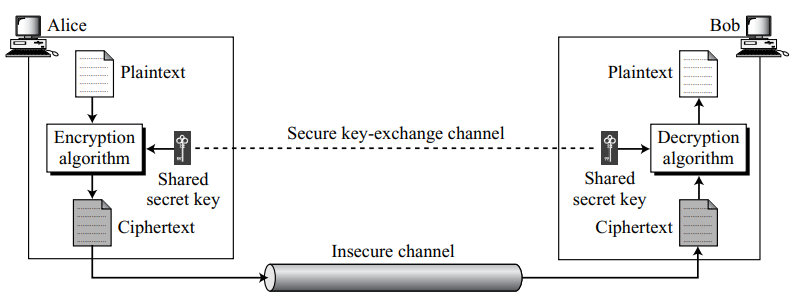 Alice
Bob
Plaintext
Plaintext
Encryption
algorithm
Secure key-exchange channel
Decryption
algorithm
Shared
secret key
Shared
secret key
Ciphertext
Ciphertext
Insecure channel